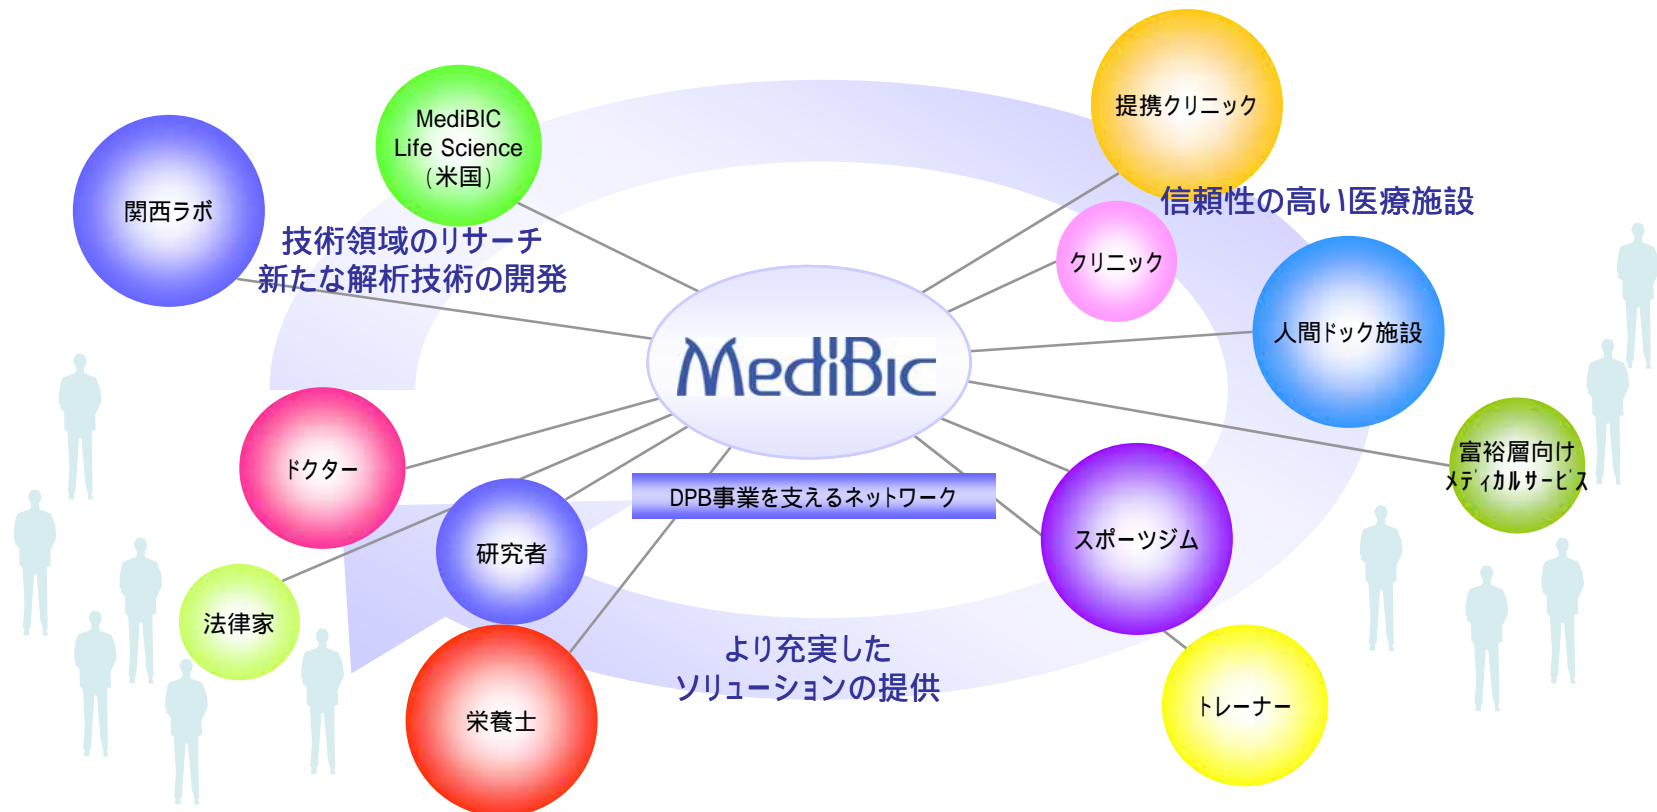 MediBIC
Life Science
(米国)
提携クリニック
関西ラボ
信頼性の高い医療施設
技術領域のリサーチ
新たな解析技術の開発
クリニック
人間ドック施設
MediBic
富裕層向け
メディカルサービス
ドクター
DPB事業を支えるネットワーク
スポーツジム
研究者
法律家
より充実した
ソリューションの提供
栄養士
トレーナー